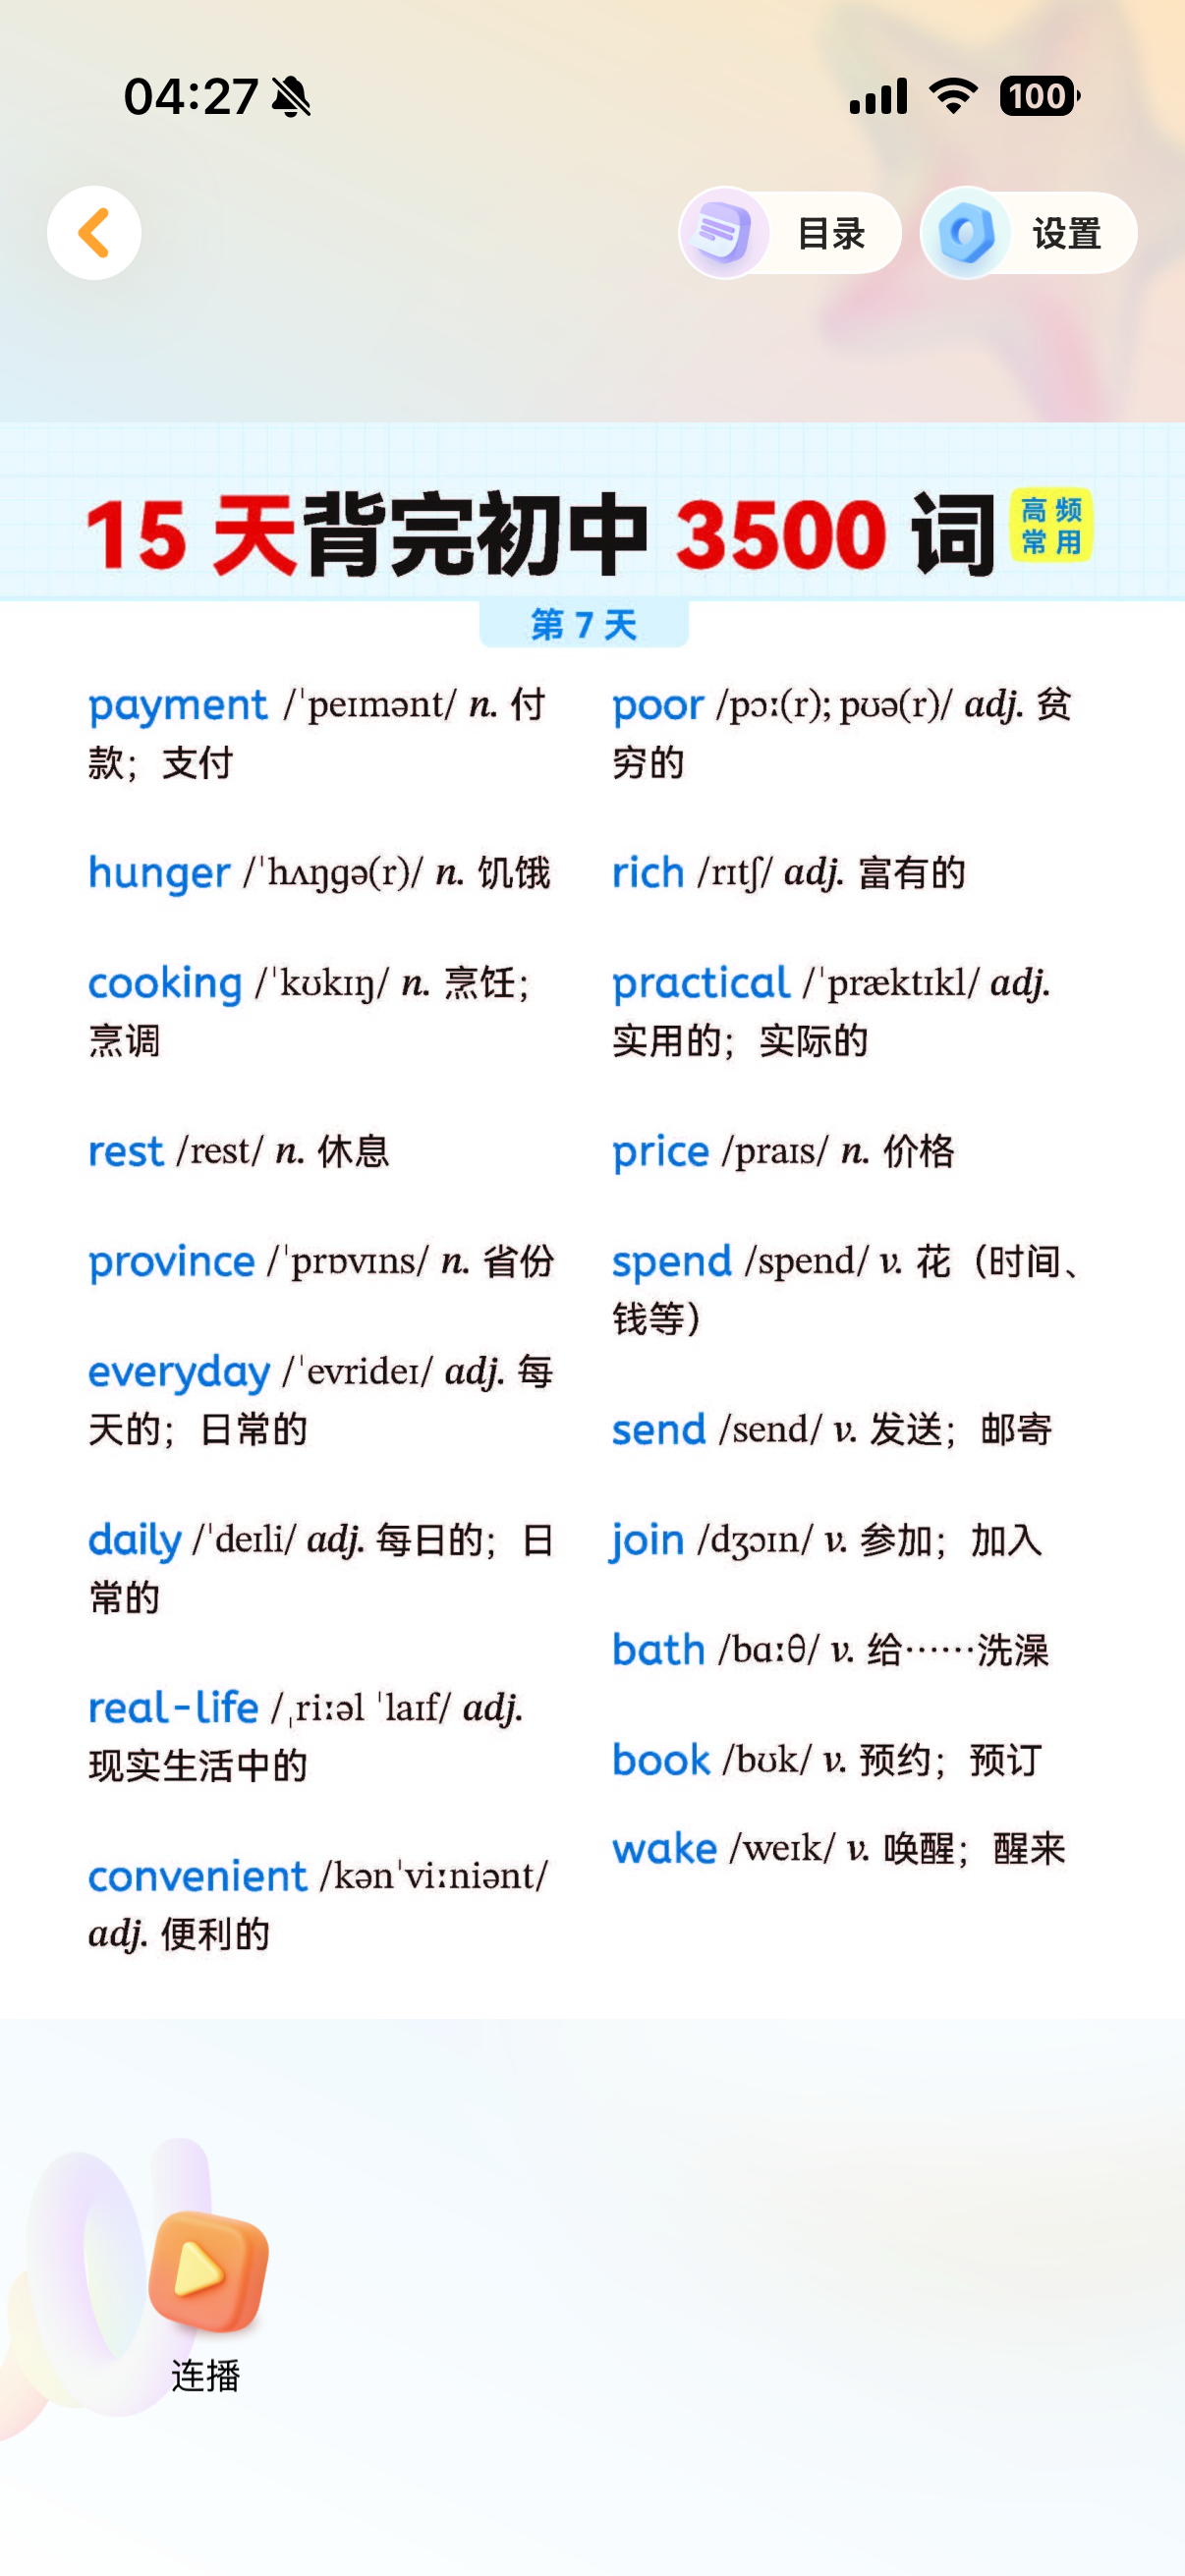 04:27
100
目录
设置
15 天背完初中 3500 词
高频
常用
第 7 天
payment /ˈpeɪmənt/ n. 付
款；支付
hunger /ˈhʌŋɡə(r)/ n. 饥饿
cooking /ˈkʊkɪŋ/ n. 烹饪；
烹调
rest /rest/ n. 休息
province /ˈprɒvɪns/ n. 省份
everyday /ˈevrideɪ/ adj. 每
天的；日常的
daily /ˈdeɪli/ adj. 每日的；日
常的
real-life /ˌriːəl ˈlaɪf/ adj.
现实生活中的
convenient /kənˈviːniənt/
adj. 便利的
poor /pɔː(r); pʊə(r)/ adj. 贫
穷的
rich /rɪtʃ/ adj. 富有的
practical /ˈpræktɪkl/ adj.
实用的；实际的
price /praɪs/ n. 价格
spend /spend/ v. 花（时间、
钱等）
send /send/ v. 发送；邮寄
join /dʒɔɪn/ v. 参加；加入
bath /bɑːθ/ v. 给……洗澡
book /bʊk/ v. 预约；预订
wake /weɪk/ v. 唤醒；醒来
连播